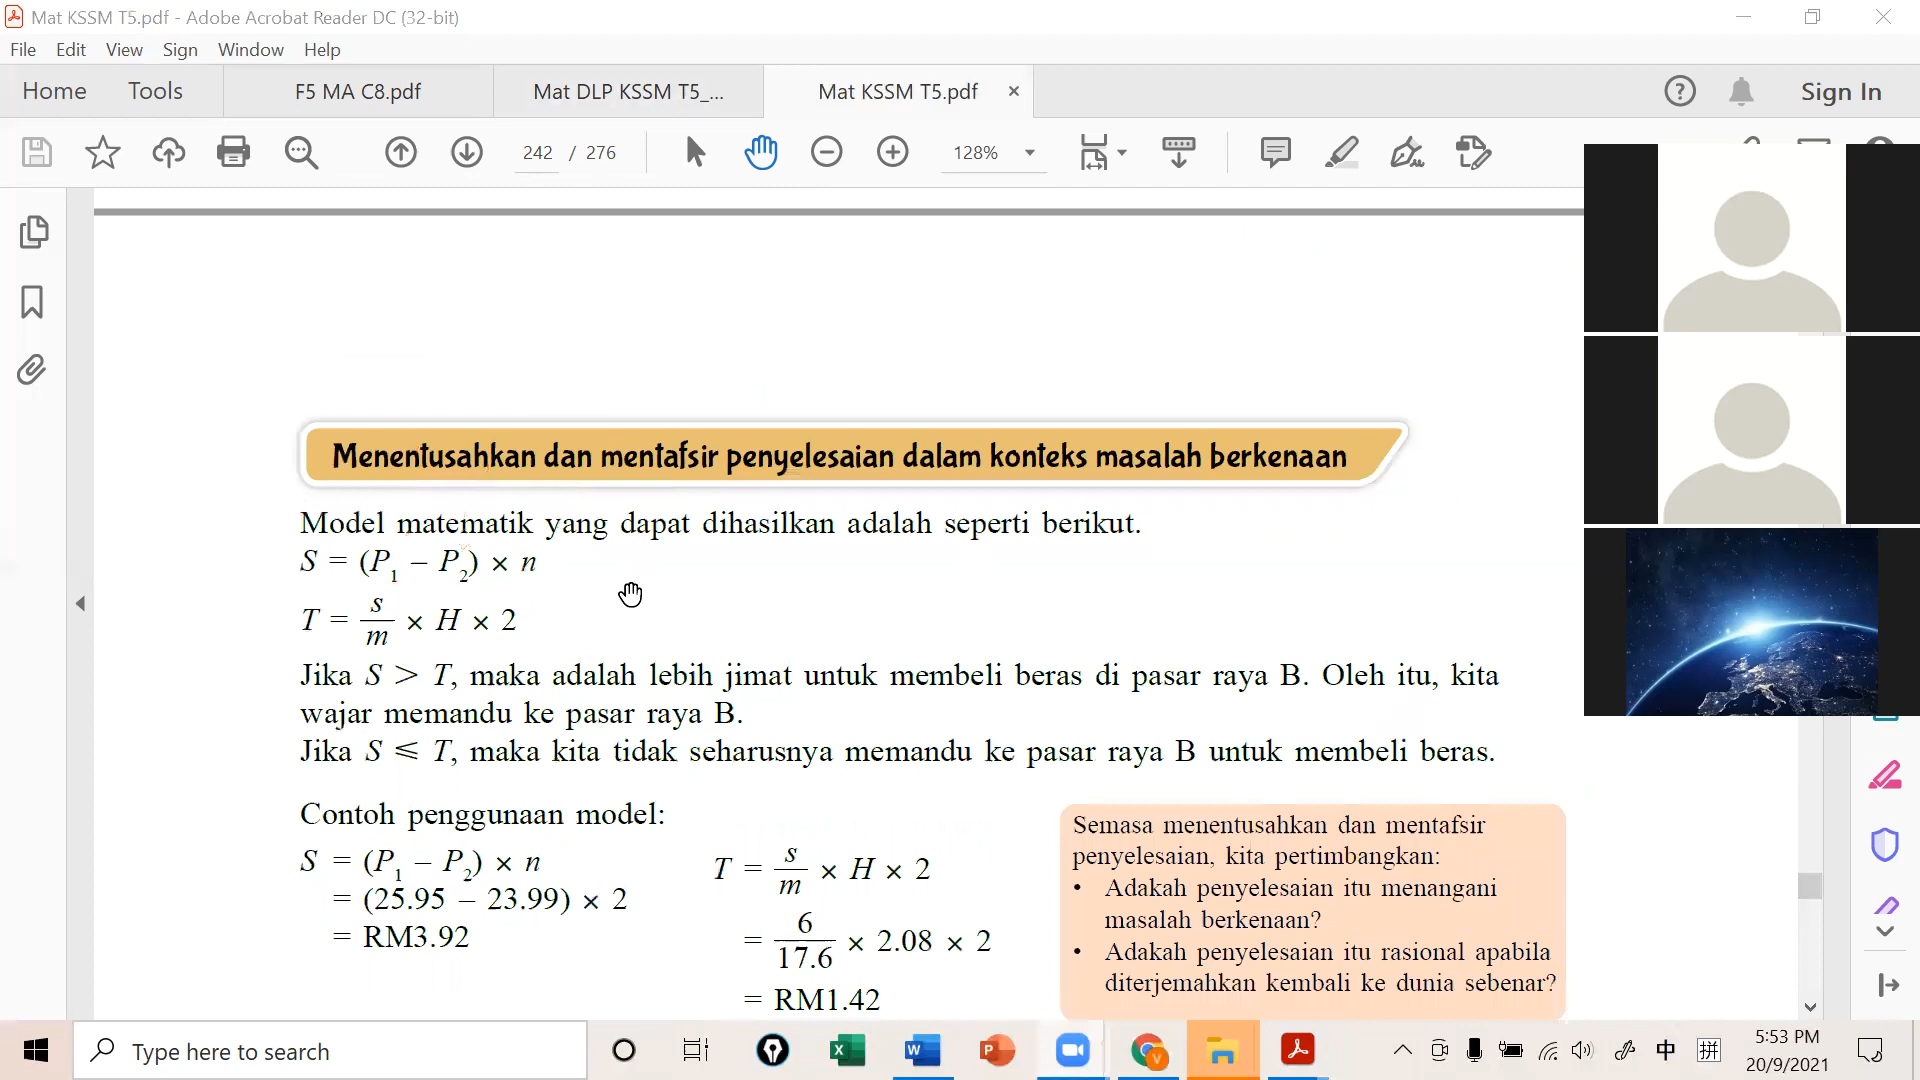 Mat KSSM T5.pdf - Adobe Acrobat Reader DC (32-bit)
File Edit View Sign Window Help
Home Tools F5 MA C8.pdf Mat DLP KSSM T5_... Mat KSSM T5.pdf × Sign In
242 / 276 128%
Menentusahkan dan mentafsir penyelesaian dalam konteks masalah berkenaan
Model matematik yang dapat dihasilkan adalah seperti berikut.
S = (P₁ – P₂) × n
T = s/m × H × 2
Jika S > T, maka adalah lebih jimat untuk membeli beras di pasar raya B. Oleh itu, kita
wajar memandu ke pasar raya B.
Jika S ⩽ T, maka kita tidak seharusnya memandu ke pasar raya B untuk membeli beras.
Contoh penggunaan model:
S = (P₁ – P₂) × n
= (25.95 – 23.99) × 2
= RM3.92
T = s/m × H × 2
= 6/17.6 × 2.08 × 2
= RM1.42
Semasa menentusahkan dan mentafsir
penyelesaian, kita pertimbangkan:
• Adakah penyelesaian itu menangani
masalah berkenaan?
• Adakah penyelesaian itu rasional apabila
diterjemahkan kembali ke dunia sebenar?
Type here to search
中 拼
5:53 PM
20/9/2021